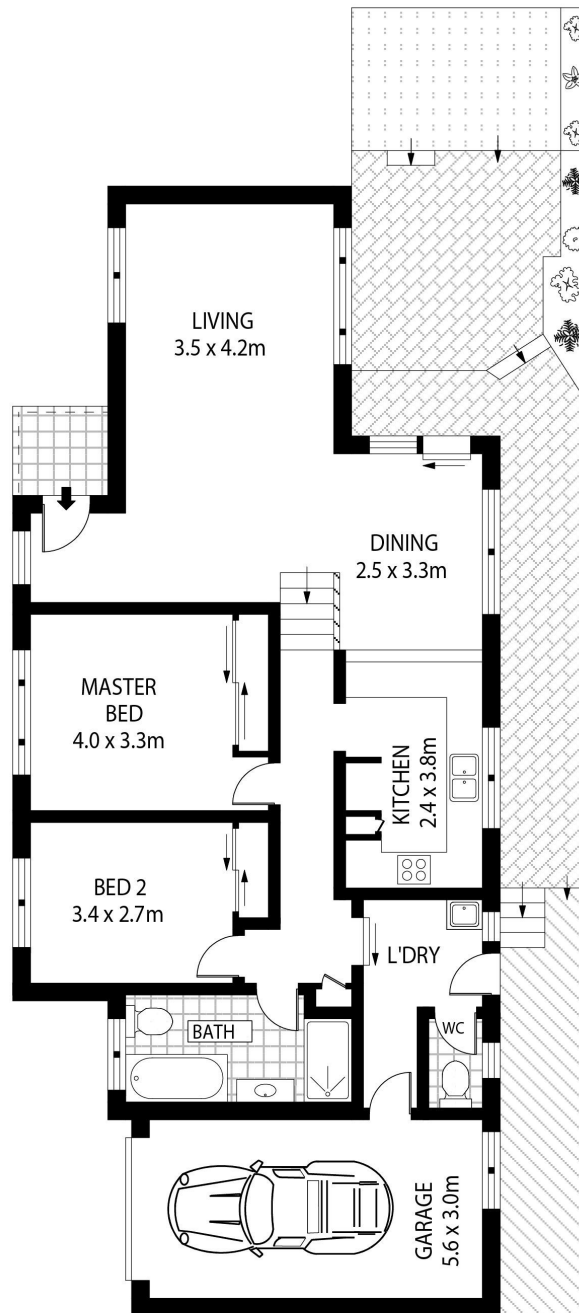 LIVING
3.5 x 4.2m
DINING
2.5 x 3.3m
MASTER
BED
4.0 x 3.3m
KITCHEN
2.4 x 3.8m
BED 2
3.4 x 2.7m
L'DRY
BATH
WC
GARAGE
5.6 x 3.0m